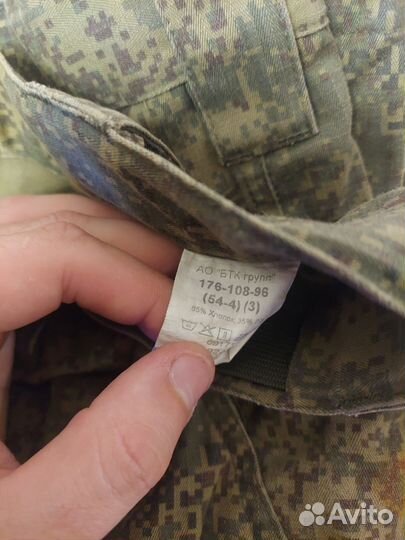 АО "БТК групп"
176-108-96
(54-4) (3)
65% Хлопок, 35%
Avito